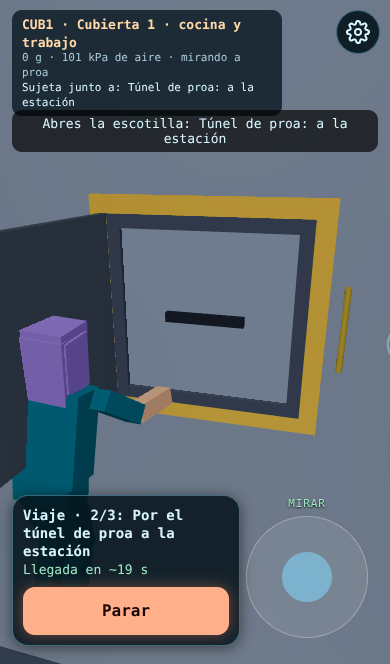 CUB1 · Cubierta 1 · cocina y
trabajo
0 g · 101 kPa de aire · mirando a
proa
Sujeta junto a: Túnel de proa: a la
estación
Abres la escotilla: Túnel de proa: a la
estación
MIRAR
Viaje · 2/3: Por el
túnel de proa a la
estación
Llegada en ~19 s
Parar